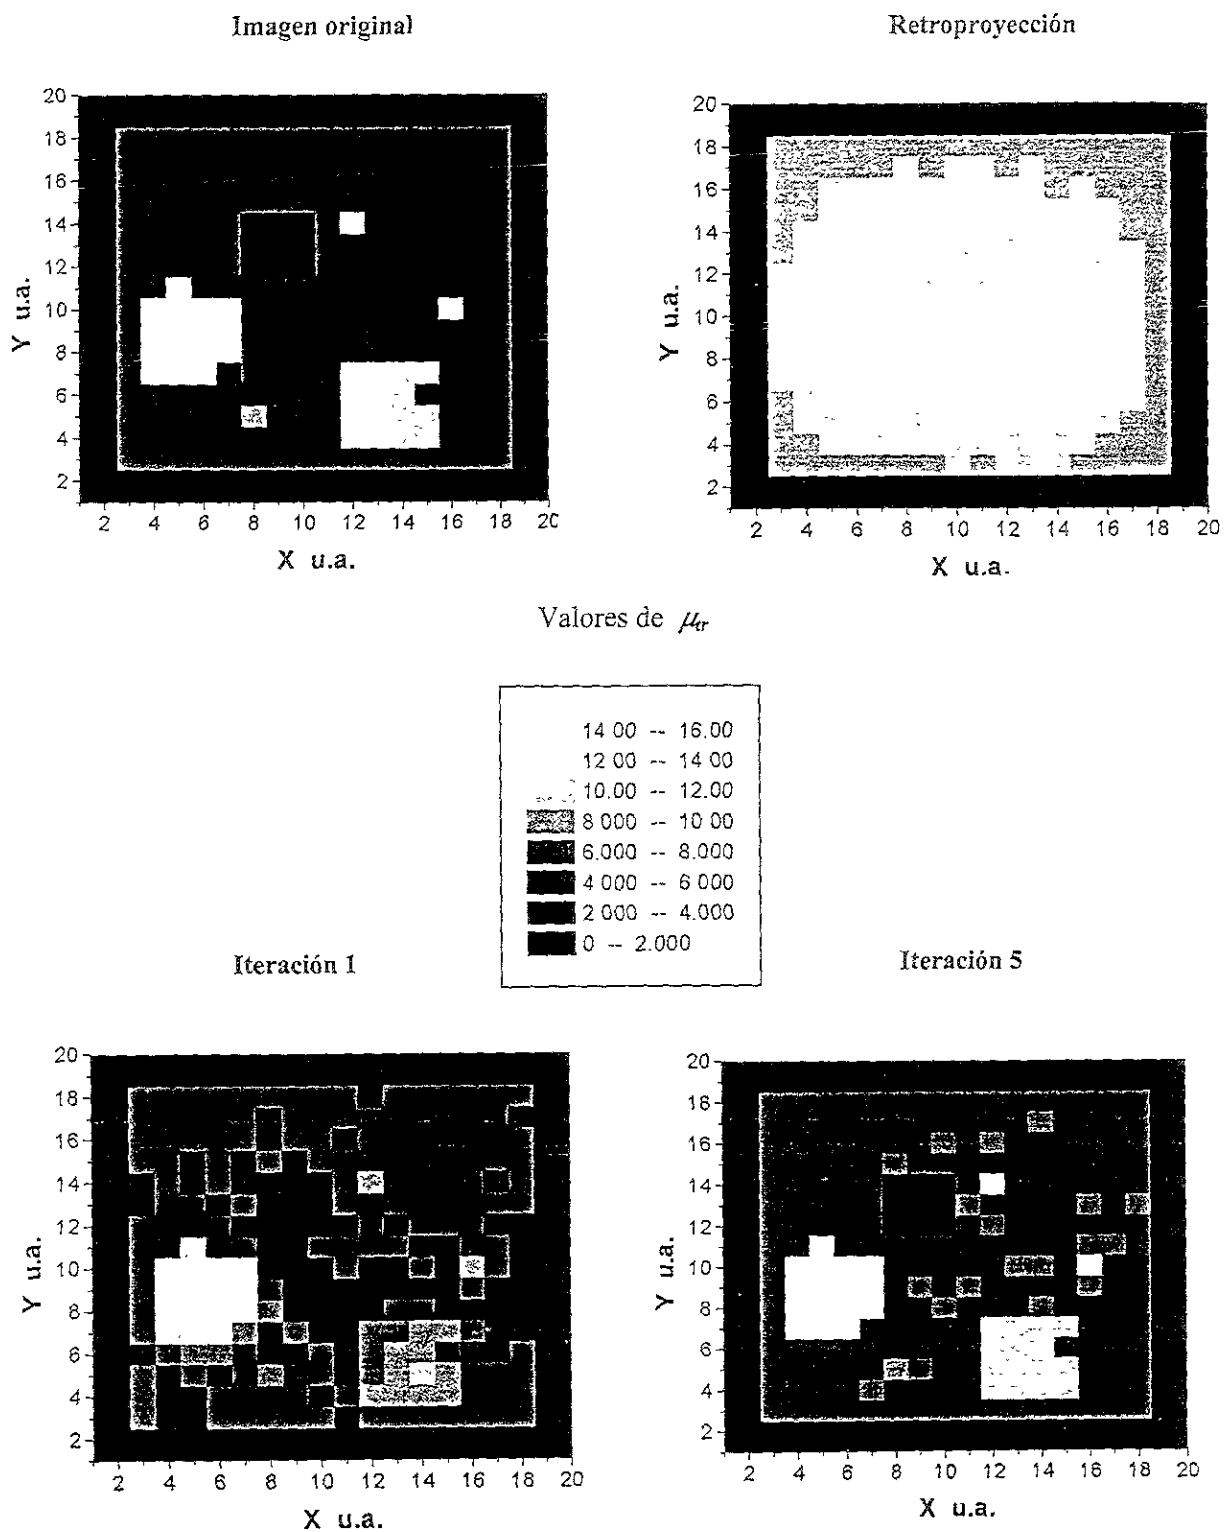 Imagen original
Retroproyección
20
18
16
14
12
10
8
6
4
2
Y u.a.
2 4 6 8 10 12 14 16 18 20
X u.a.
20
18
16
14
12
10
8
6
4
2
Y u.a.
2 4 6 8 10 12 14 16 18 20
X u.a.
Valores de μtr
14 00 -- 16.00
12 00 -- 14 00
10.00 -- 12.00
8 000 -- 10 00
6.000 -- 8.000
4 000 -- 6 000
2 000 -- 4.000
0 -- 2.000
Iteración 1
Iteración 5
20
18
16
14
12
10
8
6
4
2
Y u.a.
2 4 6 8 10 12 14 16 18 20
X u.a.
20
18
16
14
12
10
8
6
4
2
Y u.a.
2 4 6 8 10 12 14 16 18 20
X u.a.